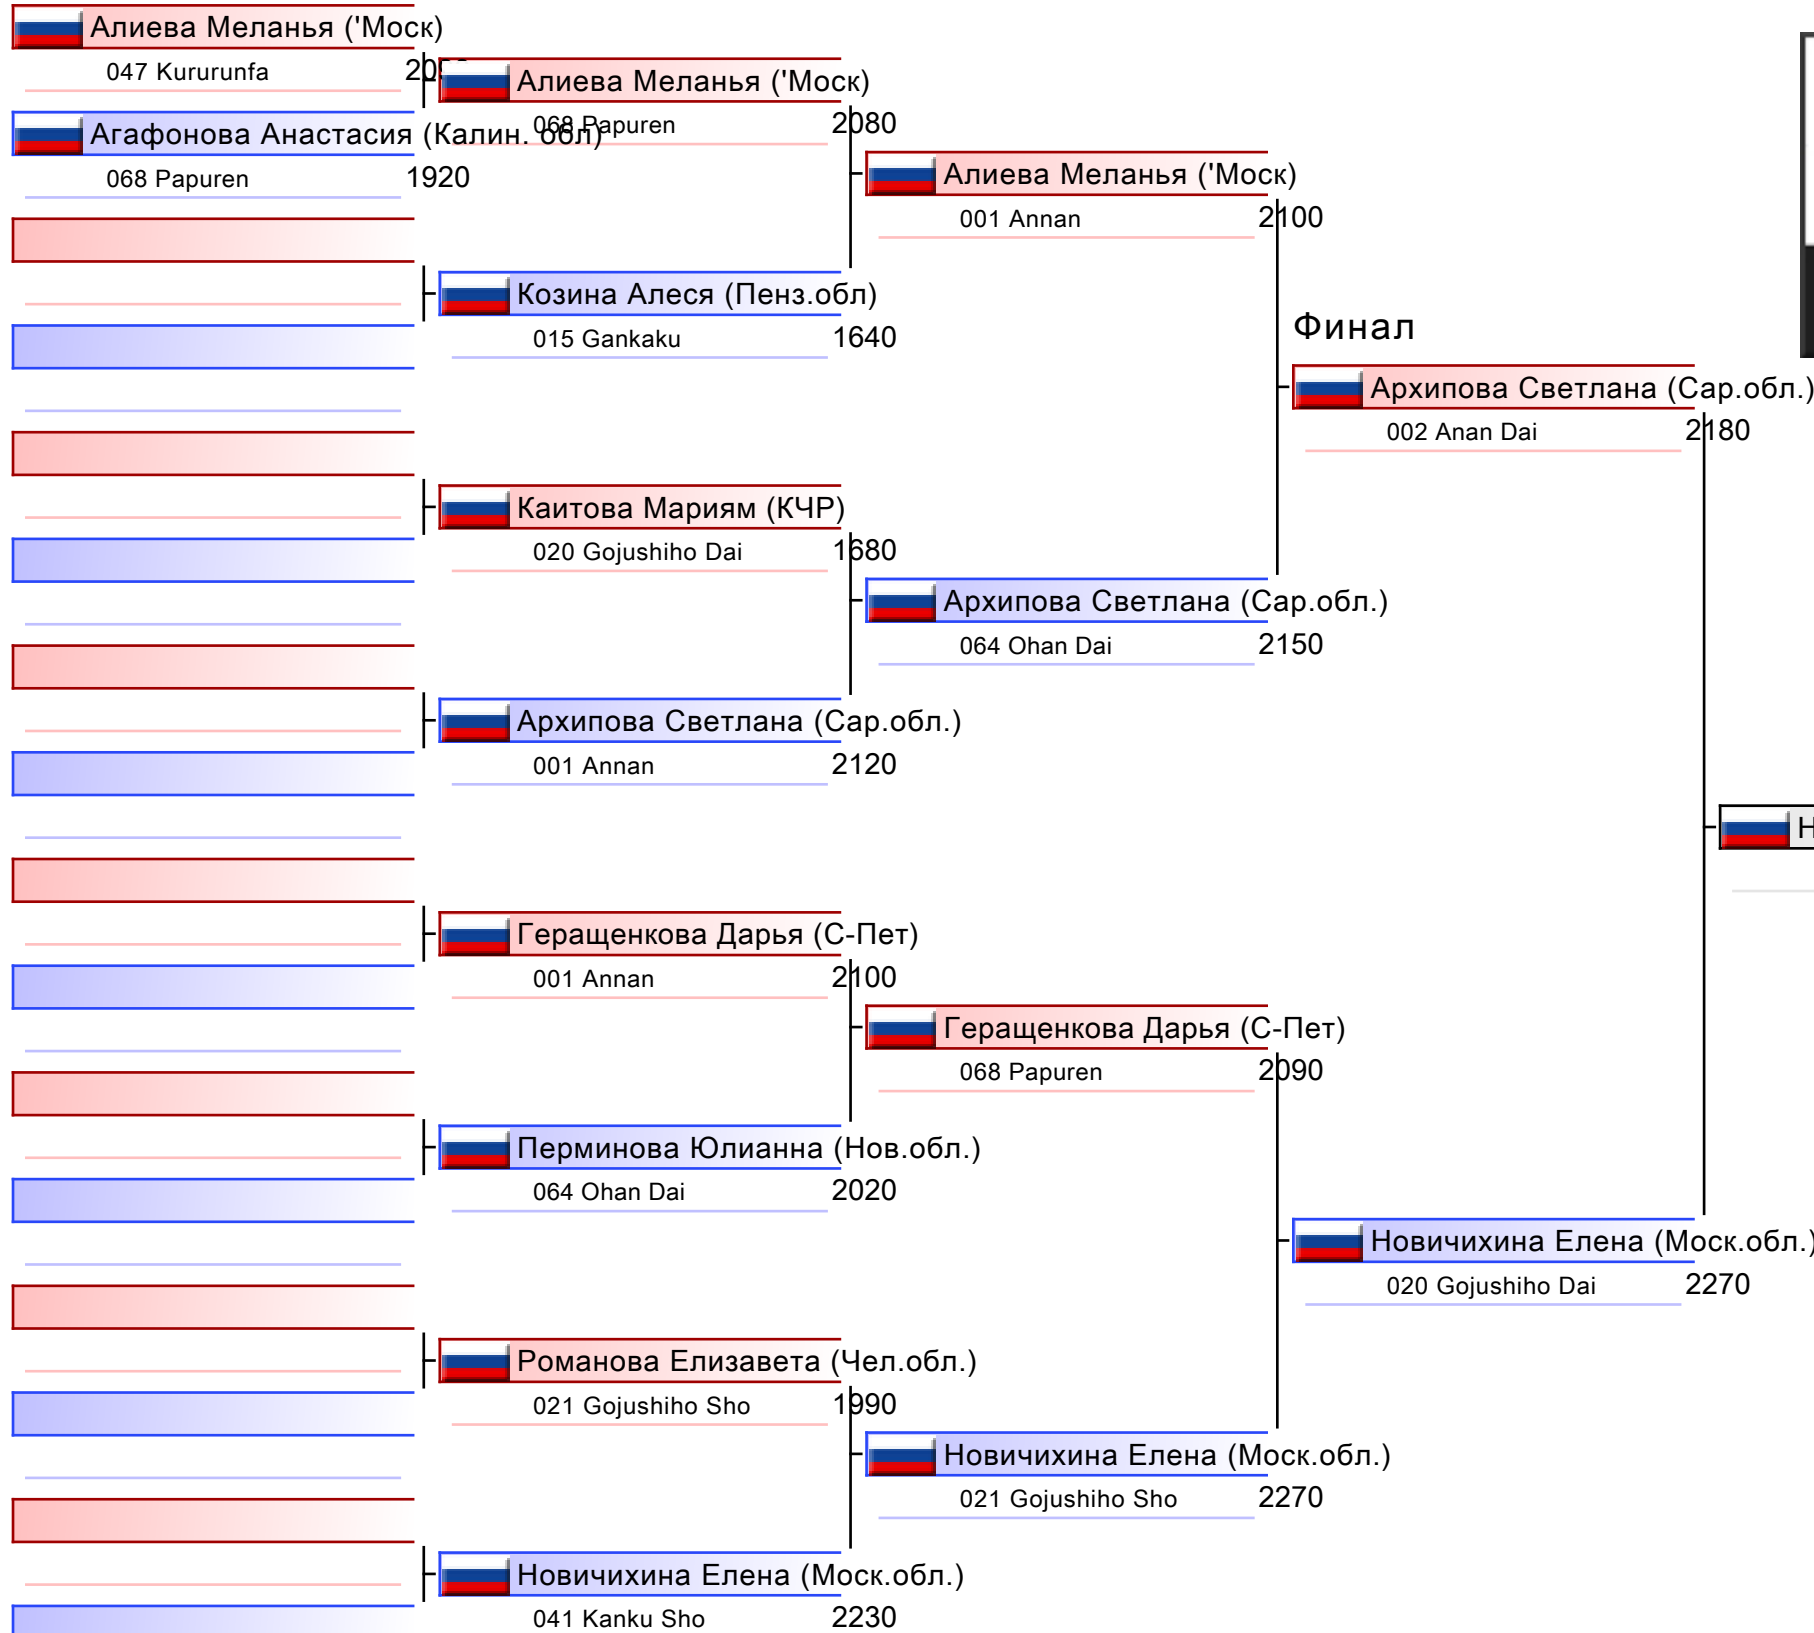 Алиева Меланья ('Моск)
047 Kururunfa
Агафонова Анастасия (Калин. обл)
068 Papuren 1920
Алиева Меланья ('Моск)
068 Papuren 2080
Козина Алеся (Пенз.обл)
015 Gankaku 1640
Каитова Мариям (КЧР)
020 Gojushiho Dai 1680
Архипова Светлана (Сар.обл.)
001 Annan 2120
Геращенкова Дарья (С-Пет)
001 Annan 2100
Перминова Юлианна (Нов.обл.)
064 Ohan Dai 2020
Романова Елизавета (Чел.обл.)
021 Gojushiho Sho 1990
Новичихина Елена (Моск.обл.)
041 Kanku Sho 2230
Алиева Меланья ('Моск)
001 Annan 2100
Архипова Светлана (Сар.обл.)
064 Ohan Dai 2150
Геращенкова Дарья (С-Пет)
068 Papuren 2090
Новичихина Елена (Моск.обл.)
021 Gojushiho Sho 2270
Финал
Архипова Светлана (Сар.обл.)
002 Anan Dai 2180
Новичихина Елена (Моск.обл.)
020 Gojushiho Dai 2270